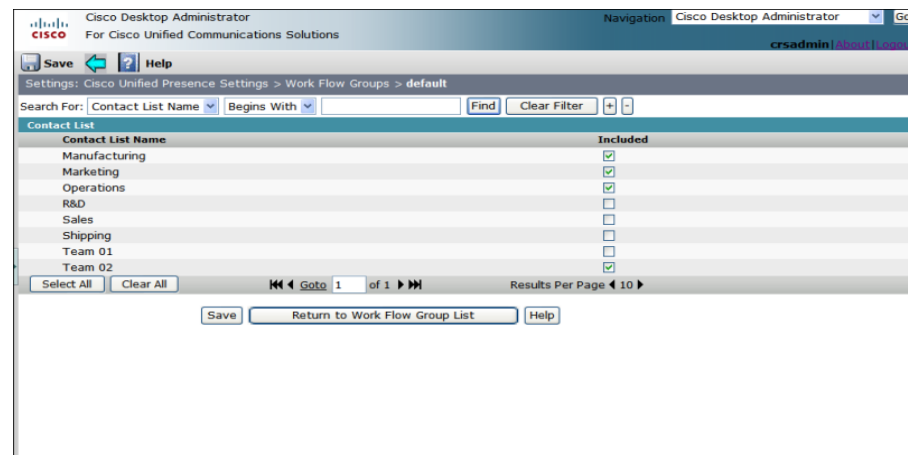 Cisco Desktop Administrator
Navigation Cisco Desktop Administrator
CISCO For Cisco Unified Communications Solutions
crsadmin|About|Logou
Save ? Help
Settings: Cisco Unified Presence Settings > Work Flow Groups > default
Search For: Contact List Name Begins With Find Clear Filter + -
Contact List
Contact List Name Included
Manufacturing
Marketing
Operations
R&D
Sales
Shipping
Team 01
Team 02
Select All Clear All Goto 1 of 1 Results Per Page 10
Save Return to Work Flow Group List Help